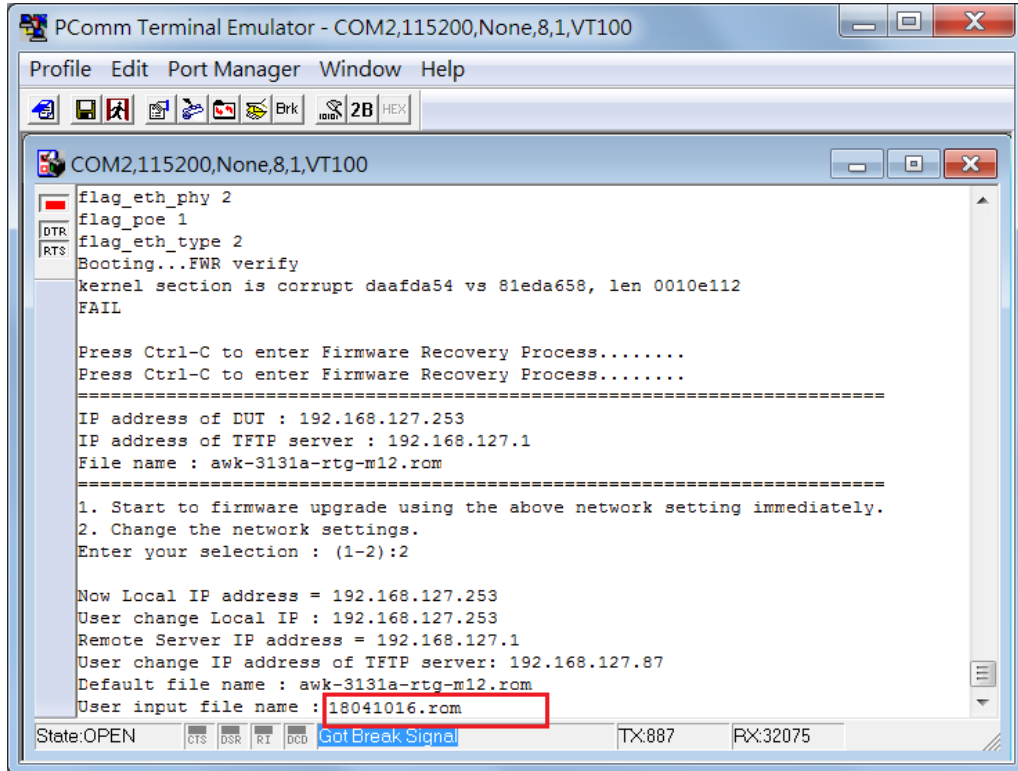 PComm Terminal Emulator - COM2,115200,None,8,1,VT100
Profile Edit Port Manager Window Help
Brk 2B HEX
COM2,115200,None,8,1,VT100
DTR
RTS
flag_eth_phy 2
flag_poe 1
flag_eth_type 2
Booting...FWR verify
kernel section is corrupt daafda54 vs 81eda658, len 0010e112
FAIL
Press Ctrl-C to enter Firmware Recovery Process........
Press Ctrl-C to enter Firmware Recovery Process........
==========================================================================
IP address of DUT : 192.168.127.253
IP address of TFTP server : 192.168.127.1
File name : awk-3131a-rtg-m12.rom
==========================================================================
1. Start to firmware upgrade using the above network setting immediately.
2. Change the network settings.
Enter your selection : (1-2):2
Now Local IP address = 192.168.127.253
User change Local IP : 192.168.127.253
Remote Server IP address = 192.168.127.1
User change IP address of TFTP server: 192.168.127.87
Default file name : awk-3131a-rtg-m12.rom
User input file name : 18041016.rom
State:OPEN CTS DSR RI DCD Got Break Signal TX:887 RX:32075